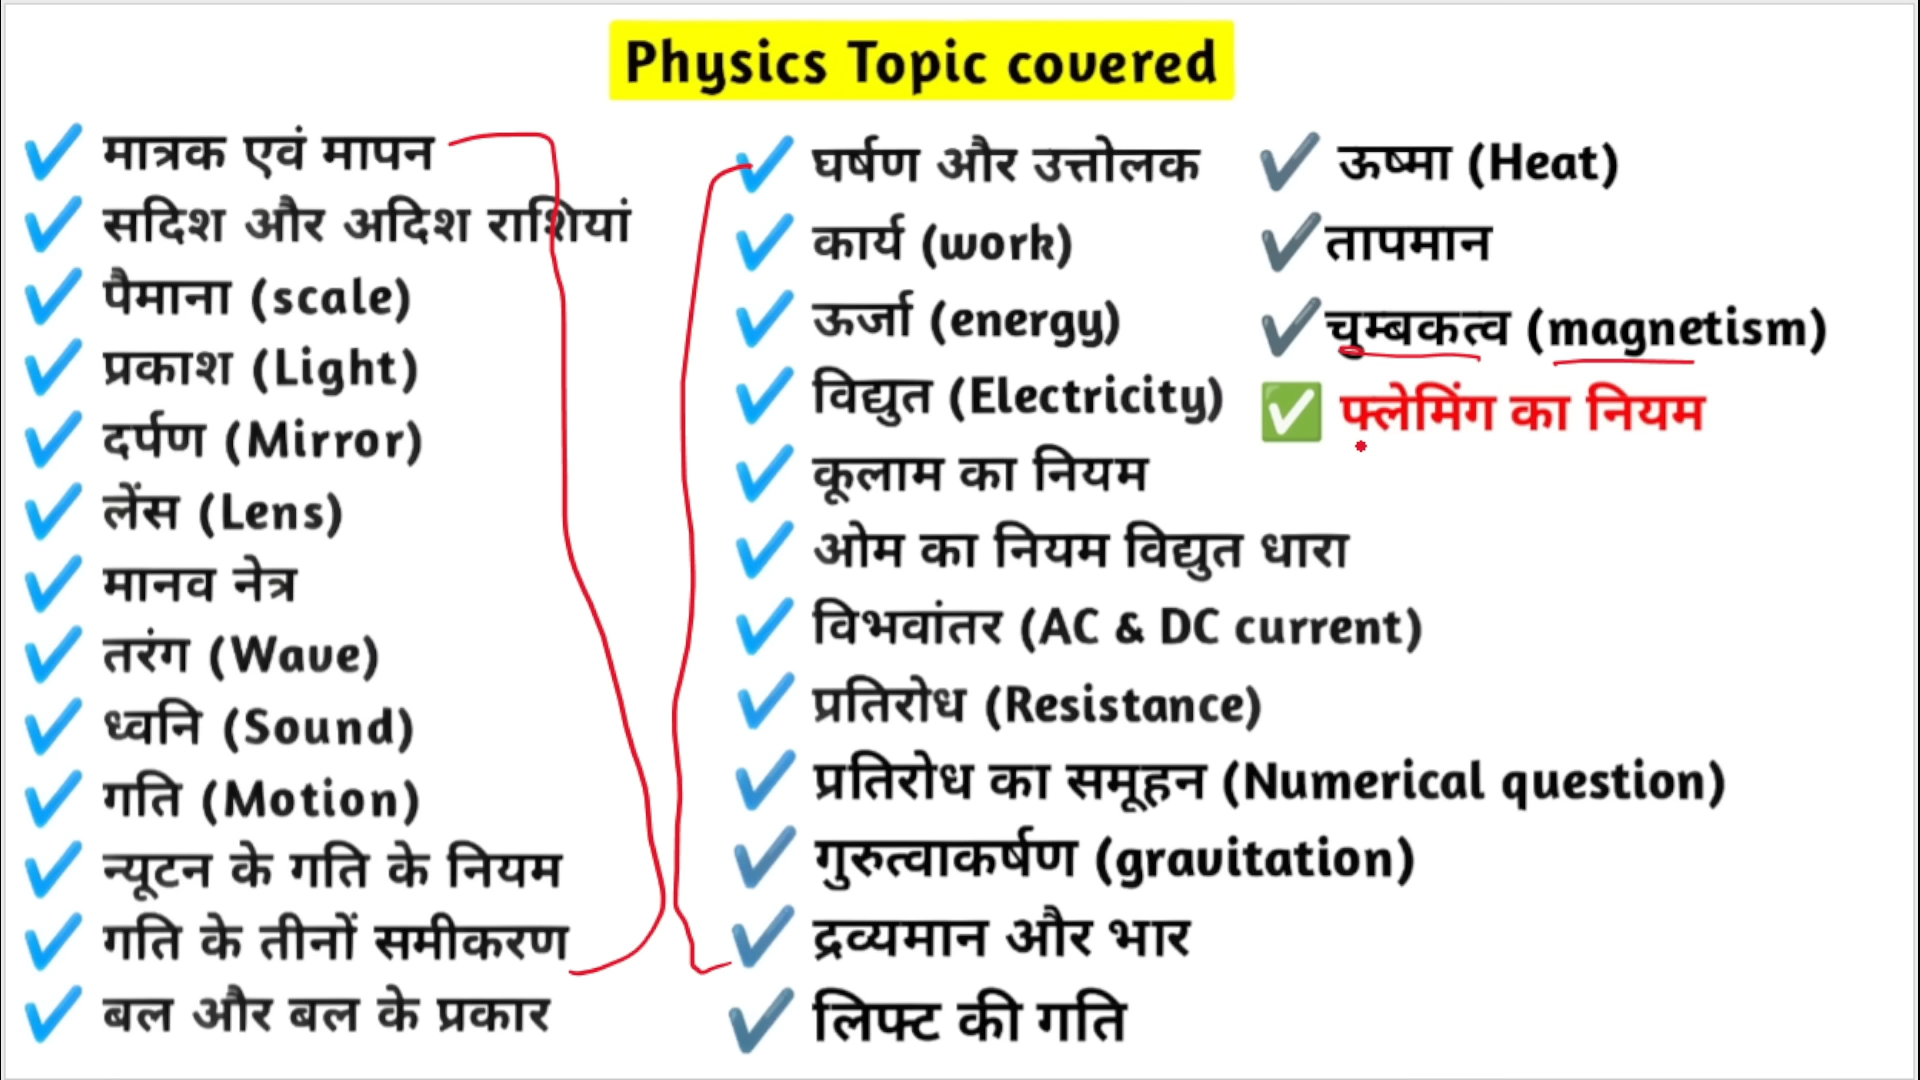 Physics Topic covered
मात्रक एवं मापन
सदिश और अदिश राशियां
पैमाना (scale)
प्रकाश (Light)
दर्पण (Mirror)
लेंस (Lens)
मानव नेत्र
तरंग (Wave)
ध्वनि (Sound)
गति (Motion)
न्यूटन के गति के नियम
गति के तीनों समीकरण
बल और बल के प्रकार
घर्षण और उत्तोलक
कार्य (work)
ऊर्जा (energy)
विद्युत (Electricity)
कूलाम का नियम
ओम का नियम विद्युत धारा
विभवांतर (AC & DC current)
प्रतिरोध (Resistance)
प्रतिरोध का समूहन (Numerical question)
गुरुत्वाकर्षण (gravitation)
द्रव्यमान और भार
लिफ्ट की गति
ऊष्मा (Heat)
तापमान
चुम्बकत्व (magnetism)
फ्लेमिंग का नियम